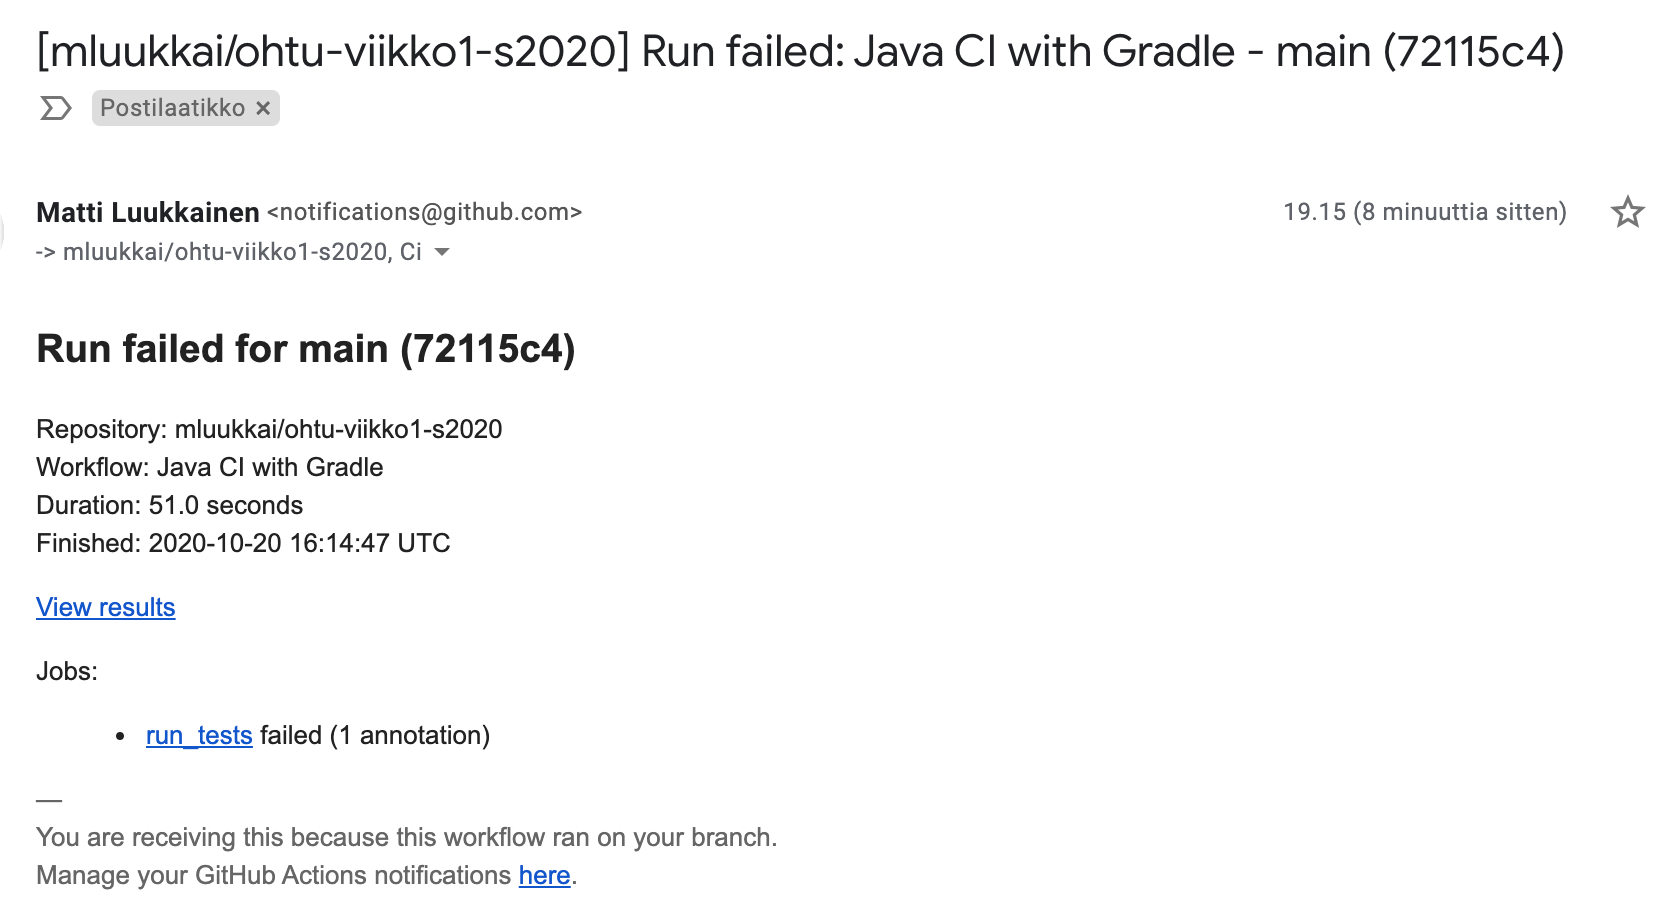 [mluukkai/ohtu-viikko1-s2020] Run failed: Java CI with Gradle - main (72115c4)
Postilaatikko ×
Matti Luukkainen <notifications@github.com> 19.15 (8 minuuttia sitten)
-> mluukkai/ohtu-viikko1-s2020, Ci
Run failed for main (72115c4)
Repository: mluukkai/ohtu-viikko1-s2020
Workflow: Java CI with Gradle
Duration: 51.0 seconds
Finished: 2020-10-20 16:14:47 UTC
View results
Jobs:
• run_tests failed (1 annotation)
—
You are receiving this because this workflow ran on your branch.
Manage your GitHub Actions notifications here.